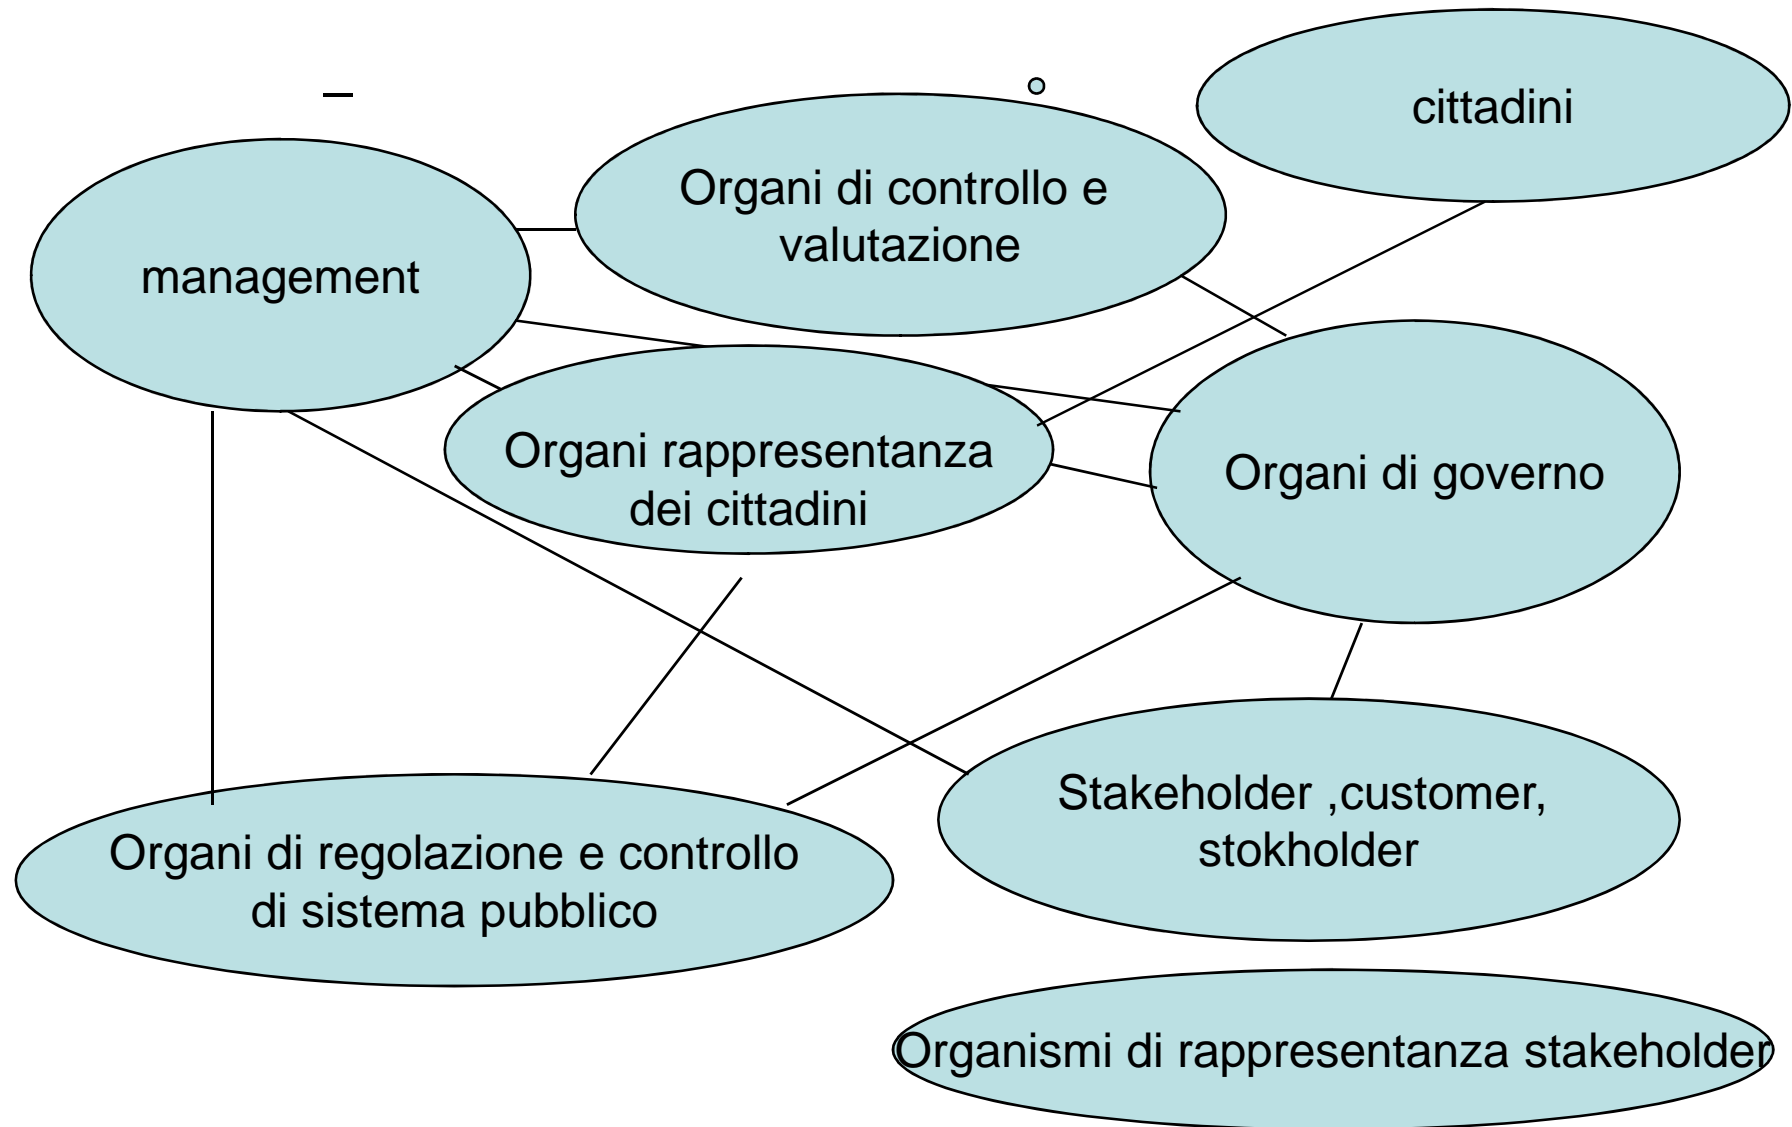 cittadini
Organi di controllo e
valutazione
management
Organi rappresentanza
dei cittadini
Organi di governo
Stakeholder ,customer,
stokholder
Organi di regolazione e controllo
di sistema pubblico
Organismi di rappresentanza stakeholder